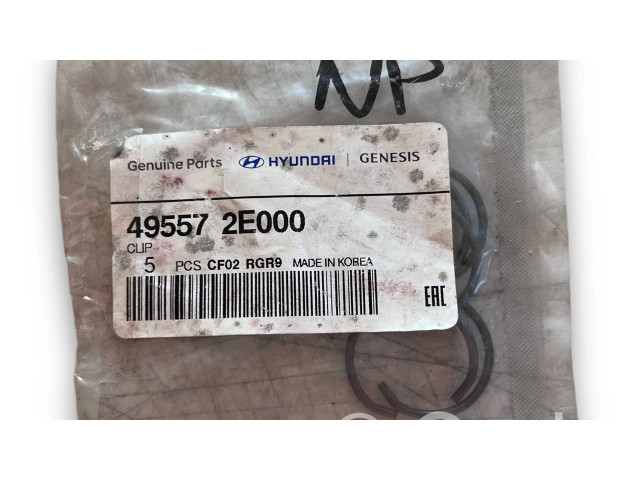 NP
Genuine Parts HYUNDAI | GENESIS
49557 2E000
CLIP
5 PCS CF02 RGR9 MADE IN KOREA
EAC